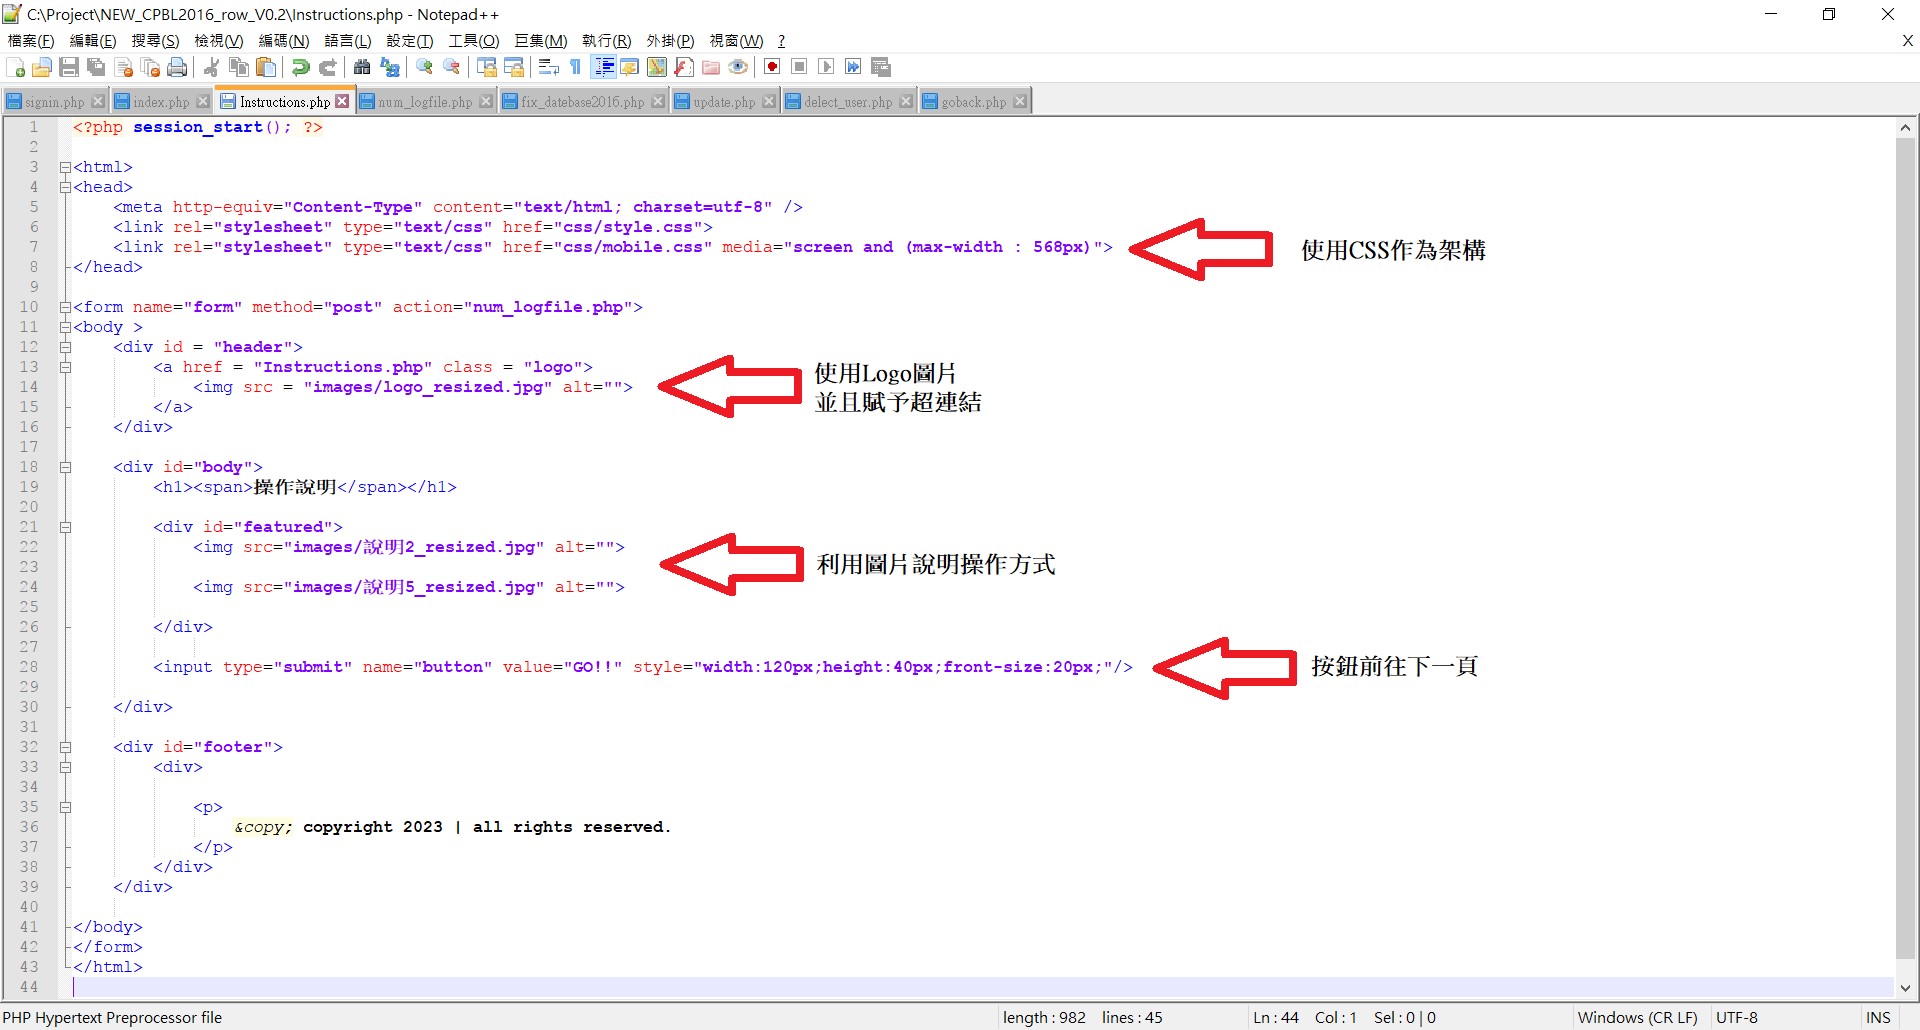 C:\Project\NEW_CPBL2016_row_V0.2\Instructions.php - Notepad++
檔案(F) 編輯(E) 搜尋(S) 檢視(V) 編碼(N) 語言(L) 設定(T) 工具(O) 巨集(M) 執行(R) 外掛(P) 視窗(W) ? X
signin.php index.php Instructions.php num_logfile.php fix_datebase2016.php update.php delect_user.php goback.php
1 <?php session_start(); ?>
2
3 <html>
4 <head>
5 <meta http-equiv="Content-Type" content="text/html; charset=utf-8" />
6 <link rel="stylesheet" type="text/css" href="css/style.css">
7 <link rel="stylesheet" type="text/css" href="css/mobile.css" media="screen and (max-width : 568px)">
使用CSS作為架構
8 </head>
9
10 <form name="form" method="post" action="num_logfile.php">
11 <body >
12 <div id = "header">
13 <a href = "Instructions.php" class = "logo">
使用Logo圖片
14 <img src = "images/logo_resized.jpg" alt="">
並且賦予超連結
15 </a>
16 </div>
17
18 <div id="body">
19 <h1><span>操作說明</span></h1>
20
21 <div id="featured">
22 <img src="images/說明2_resized.jpg" alt="">
23
利用圖片說明操作方式
24 <img src="images/說明5_resized.jpg" alt="">
25
26 </div>
27
28 <input type="submit" name="button" value="GO!!" style="width:120px;height:40px;front-size:20px;"/>
按鈕前往下一頁
29
30 </div>
31
32 <div id="footer">
33 <div>
34
35 <p>
36 &copy; copyright 2023 | all rights reserved.
37 </p>
38 </div>
39 </div>
40
41 </body>
42 </form>
43 </html>
44
PHP Hypertext Preprocessor file length : 982 lines : 45 Ln : 44 Col : 1 Sel : 0 | 0 Windows (CR LF) UTF-8 INS